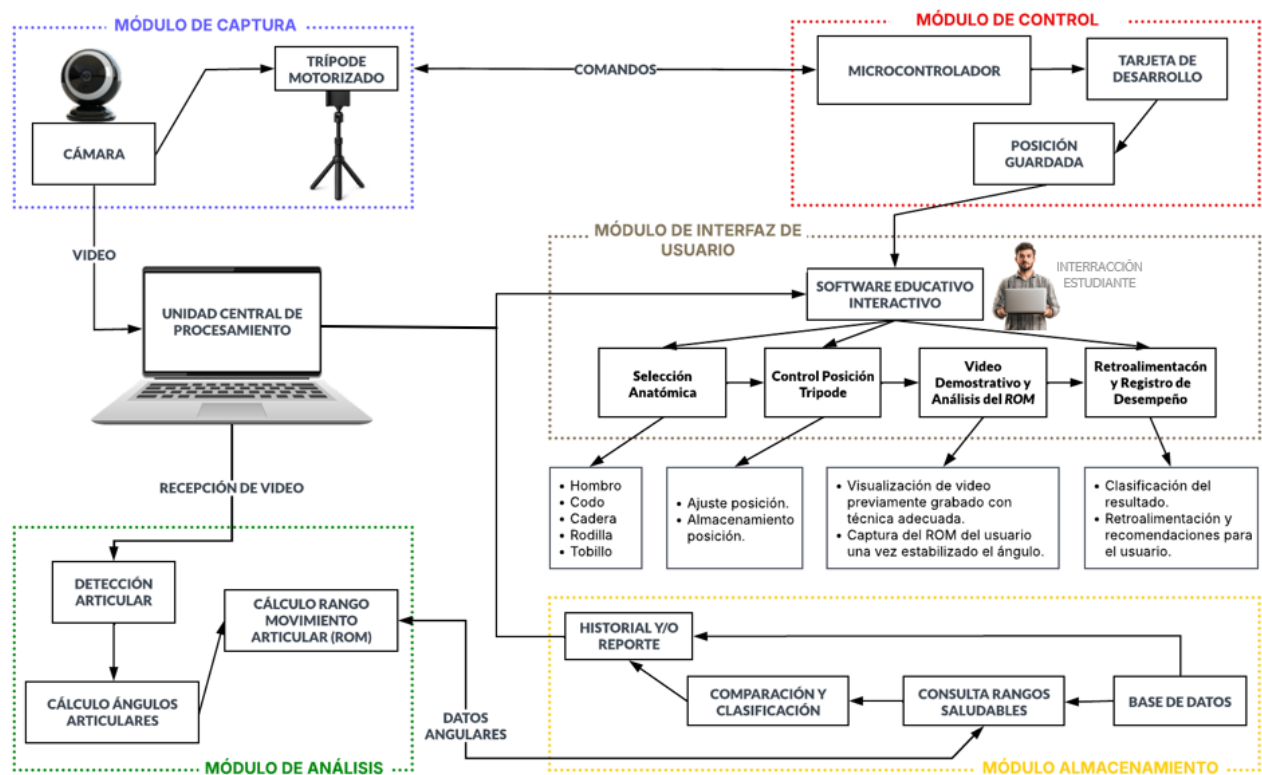 MÓDULO DE CAPTURA
TRÍPODE
MOTORIZADO
CÁMARA
COMANDOS
MÓDULO DE CONTROL
MICROCONTROLADOR
TARJETA DE
DESARROLLO
POSICIÓN
GUARDADA
VIDEO
UNIDAD CENTRAL DE
PROCESAMIENTO
MÓDULO DE INTERFAZ DE
USUARIO
SOFTWARE EDUCATIVO
INTERACTIVO
INTERRACCIÓN
ESTUDIANTE
Selección
Anatómica
Control Posición
Tripode
Video
Demostrativo y
Análisis del ROM
Retroalimentacón
y Registro de
Desempeño
• Hombro
• Codo
• Cadera
• Rodilla
• Tobillo
• Ajuste posición.
• Almacenamiento
posición.
• Visualización de video
previamente grabado con
técnica adecuada.
• Captura del ROM del usuario
una vez estabilizado el ángulo.
• Clasificación del
resultado.
• Retroalimentación y
recomendaciones para
el usuario.
RECEPCIÓN DE VIDEO
DETECCIÓN
ARTICULAR
CÁLCULO RANGO
MOVIMIENTO
ARTICULAR (ROM)
CÁLCULO ÁNGULOS
ARTICULARES
MÓDULO DE ANÁLISIS
DATOS
ANGULARES
HISTORIAL Y/O
REPORTE
COMPARACIÓN Y
CLASIFICACIÓN
CONSULTA RANGOS
SALUDABLES
BASE DE DATOS
MÓDULO ALMACENAMIENTO